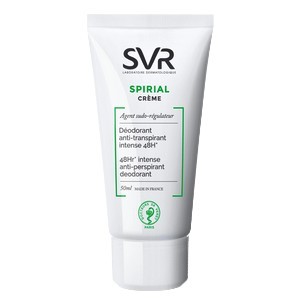 SVR
LABORATOIRE DERMATOLOGIQUE
SPIRIAL
CRÈME
Agent sudo-régulateur
Déodorant
anti-transpirant
intense 48H*
48Hr* intense
anti-perspirant
deodorant
50ml MADE IN FRANCE
PARIS